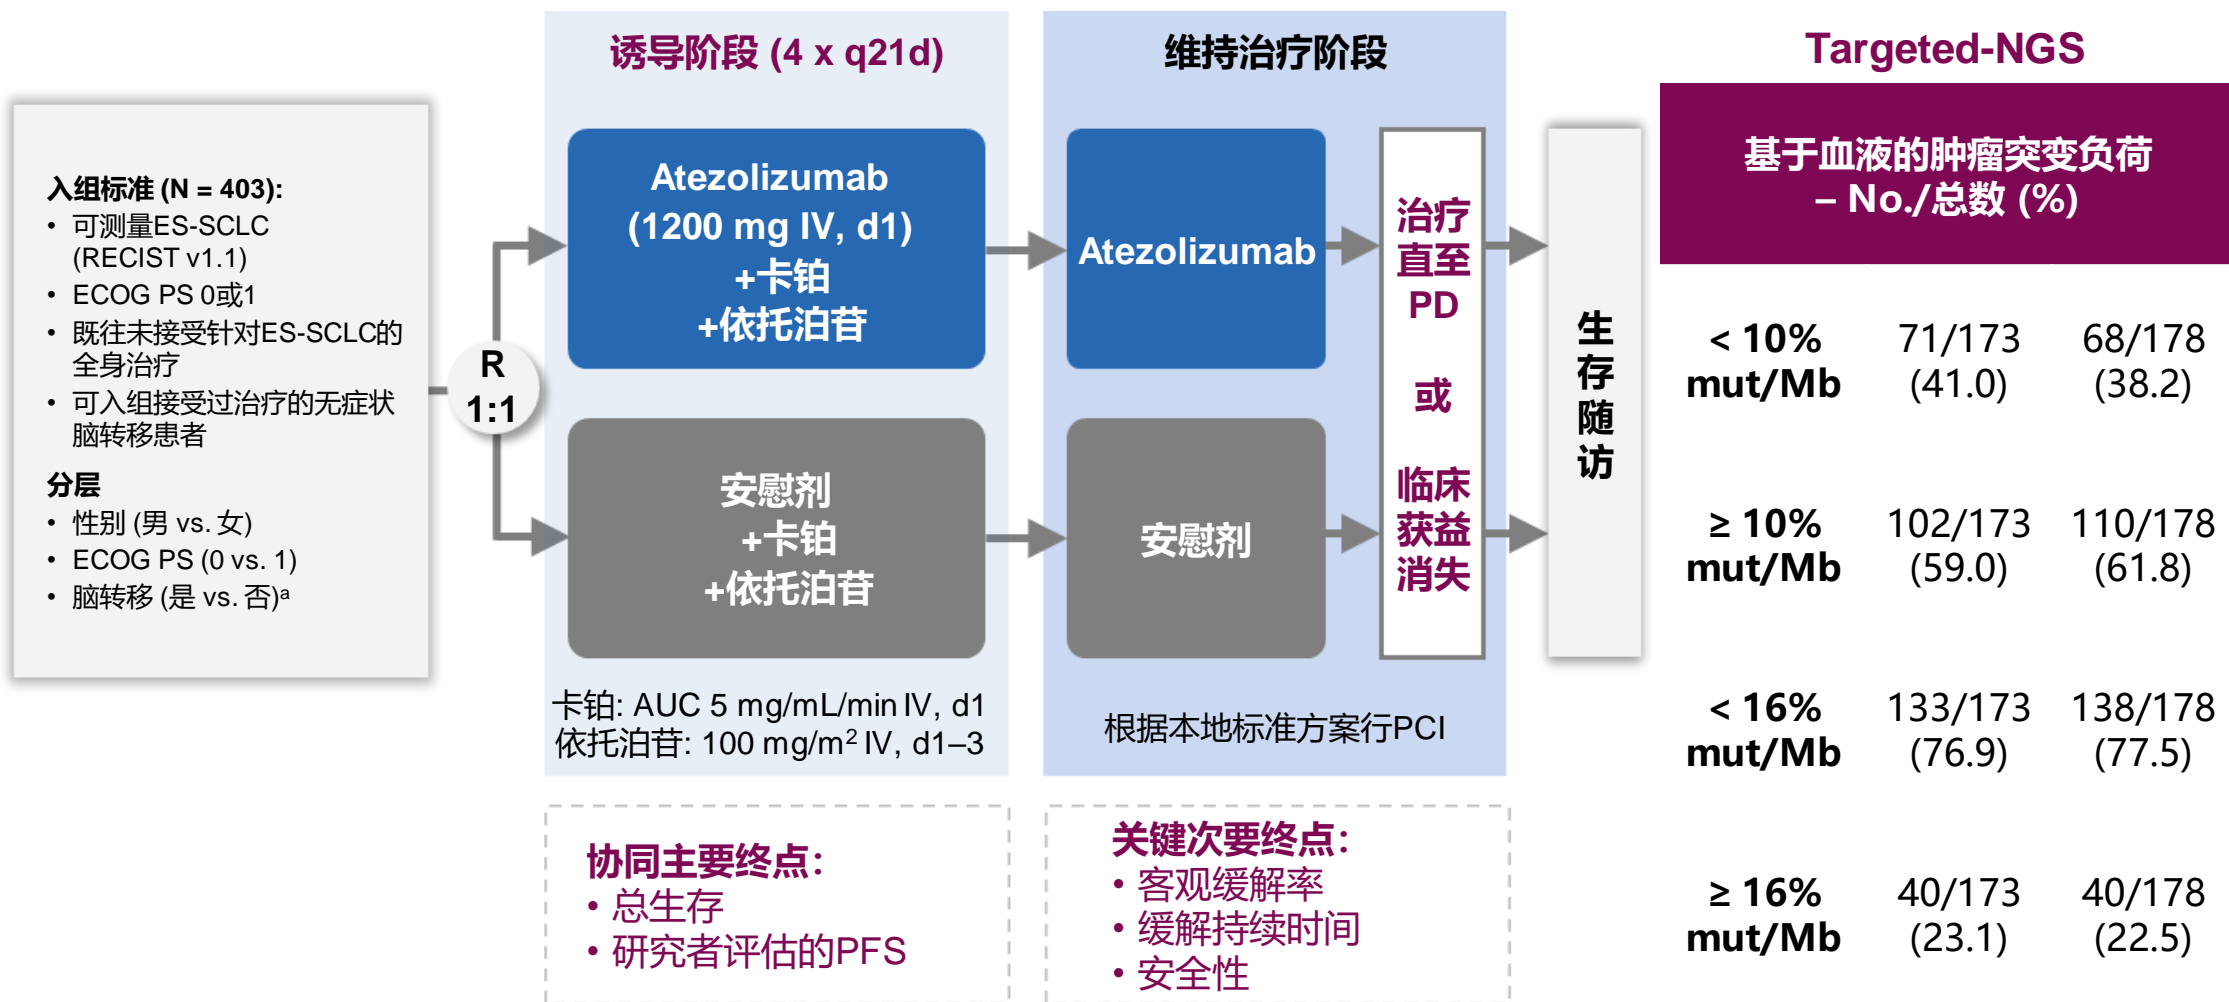 入组标准 (N = 403):
• 可测量ES-SCLC
(RECIST v1.1)
• ECOG PS 0或1
• 既往未接受针对ES-SCLC的
全身治疗
• 可入组接受过治疗的无症状
脑转移患者
分层
• 性别 (男 vs. 女)
• ECOG PS (0 vs. 1)
• 脑转移 (是 vs. 否)ᵃ
R
1:1
诱导阶段 (4 x q21d)
Atezolizumab
(1200 mg IV, d1)
+卡铂
+依托泊苷
安慰剂
+卡铂
+依托泊苷
卡铂: AUC 5 mg/mL/min IV, d1
依托泊苷: 100 mg/m² IV, d1–3
维持治疗阶段
Atezolizumab
安慰剂
治疗
直至
PD
或
临床
获益
消失
根据本地标准方案行PCI
生
存
随
访
协同主要终点：
• 总生存
• 研究者评估的PFS
关键次要终点：
• 客观缓解率
• 缓解持续时间
• 安全性
Targeted-NGS
基于血液的肿瘤突变负荷
– No./总数 (%)
< 10% 71/173 68/178
mut/Mb (41.0) (38.2)
≥ 10% 102/173 110/178
mut/Mb (59.0) (61.8)
< 16% 133/173 138/178
mut/Mb (76.9) (77.5)
≥ 16% 40/173 40/178
mut/Mb (23.1) (22.5)